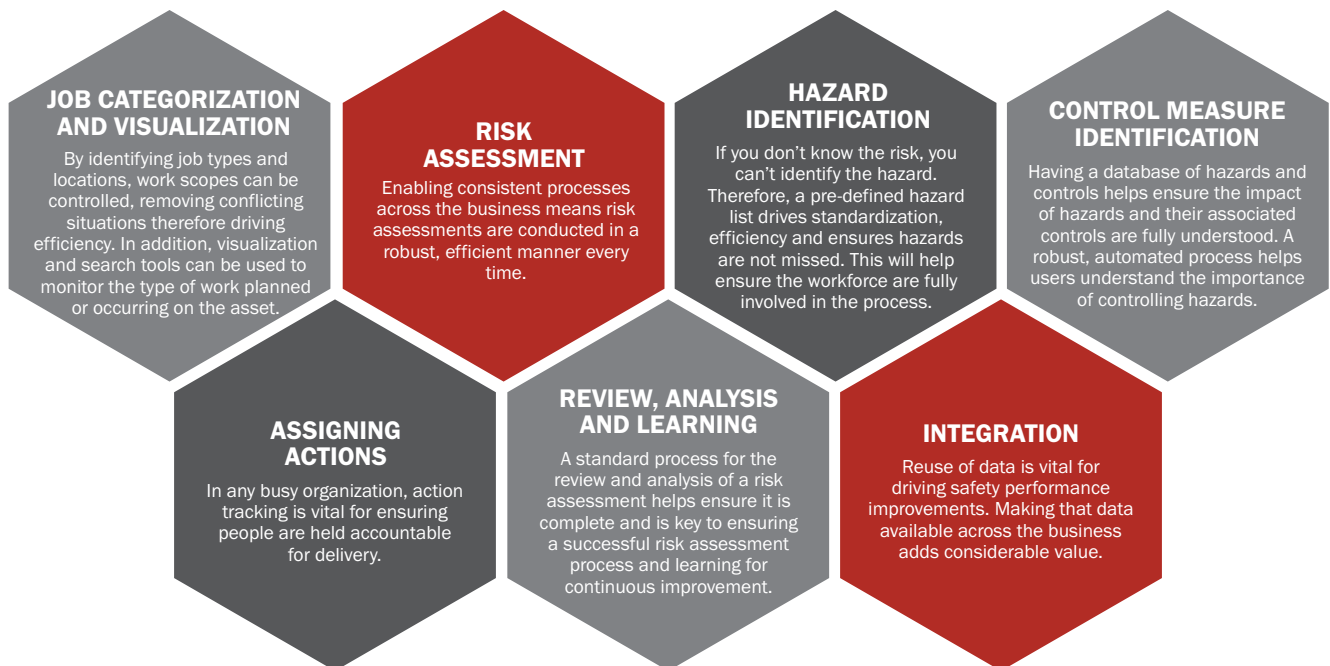 JOB CATEGORIZATION
AND VISUALIZATION
By identifying job types and
locations, work scopes can be
controlled, removing conflicting
situations therefore driving
efficiency. In addition, visualization
and search tools can be used to
monitor the type of work planned
or occurring on the asset.
RISK
ASSESSMENT
Enabling consistent processes
across the business means risk
assessments are conducted in a
robust, efficient manner every
time.
HAZARD
IDENTIFICATION
If you don’t know the risk, you
can’t identify the hazard.
Therefore, a pre-defined hazard
list drives standardization,
efficiency and ensures hazards
are not missed. This will help
ensure the workforce are fully
involved in the process.
CONTROL MEASURE
IDENTIFICATION
Having a database of hazards and
controls helps ensure the impact
of hazards and their associated
controls are fully understood. A
robust, automated process helps
users understand the importance
of controlling hazards.
ASSIGNING
ACTIONS
In any busy organization, action
tracking is vital for ensuring
people are held accountable
for delivery.
REVIEW, ANALYSIS
AND LEARNING
A standard process for the
review and analysis of a risk
assessment helps ensure it is
complete and is key to ensuring
a successful risk assessment
process and learning for
continuous improvement.
INTEGRATION
Reuse of data is vital for
driving safety performance
improvements. Making that data
available across the business
adds considerable value.